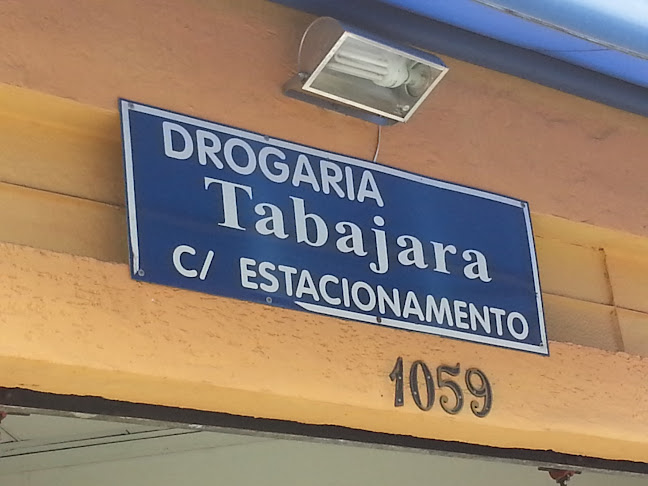 DROGARIA
Tabajara
C/ ESTACIONAMENTO
1059